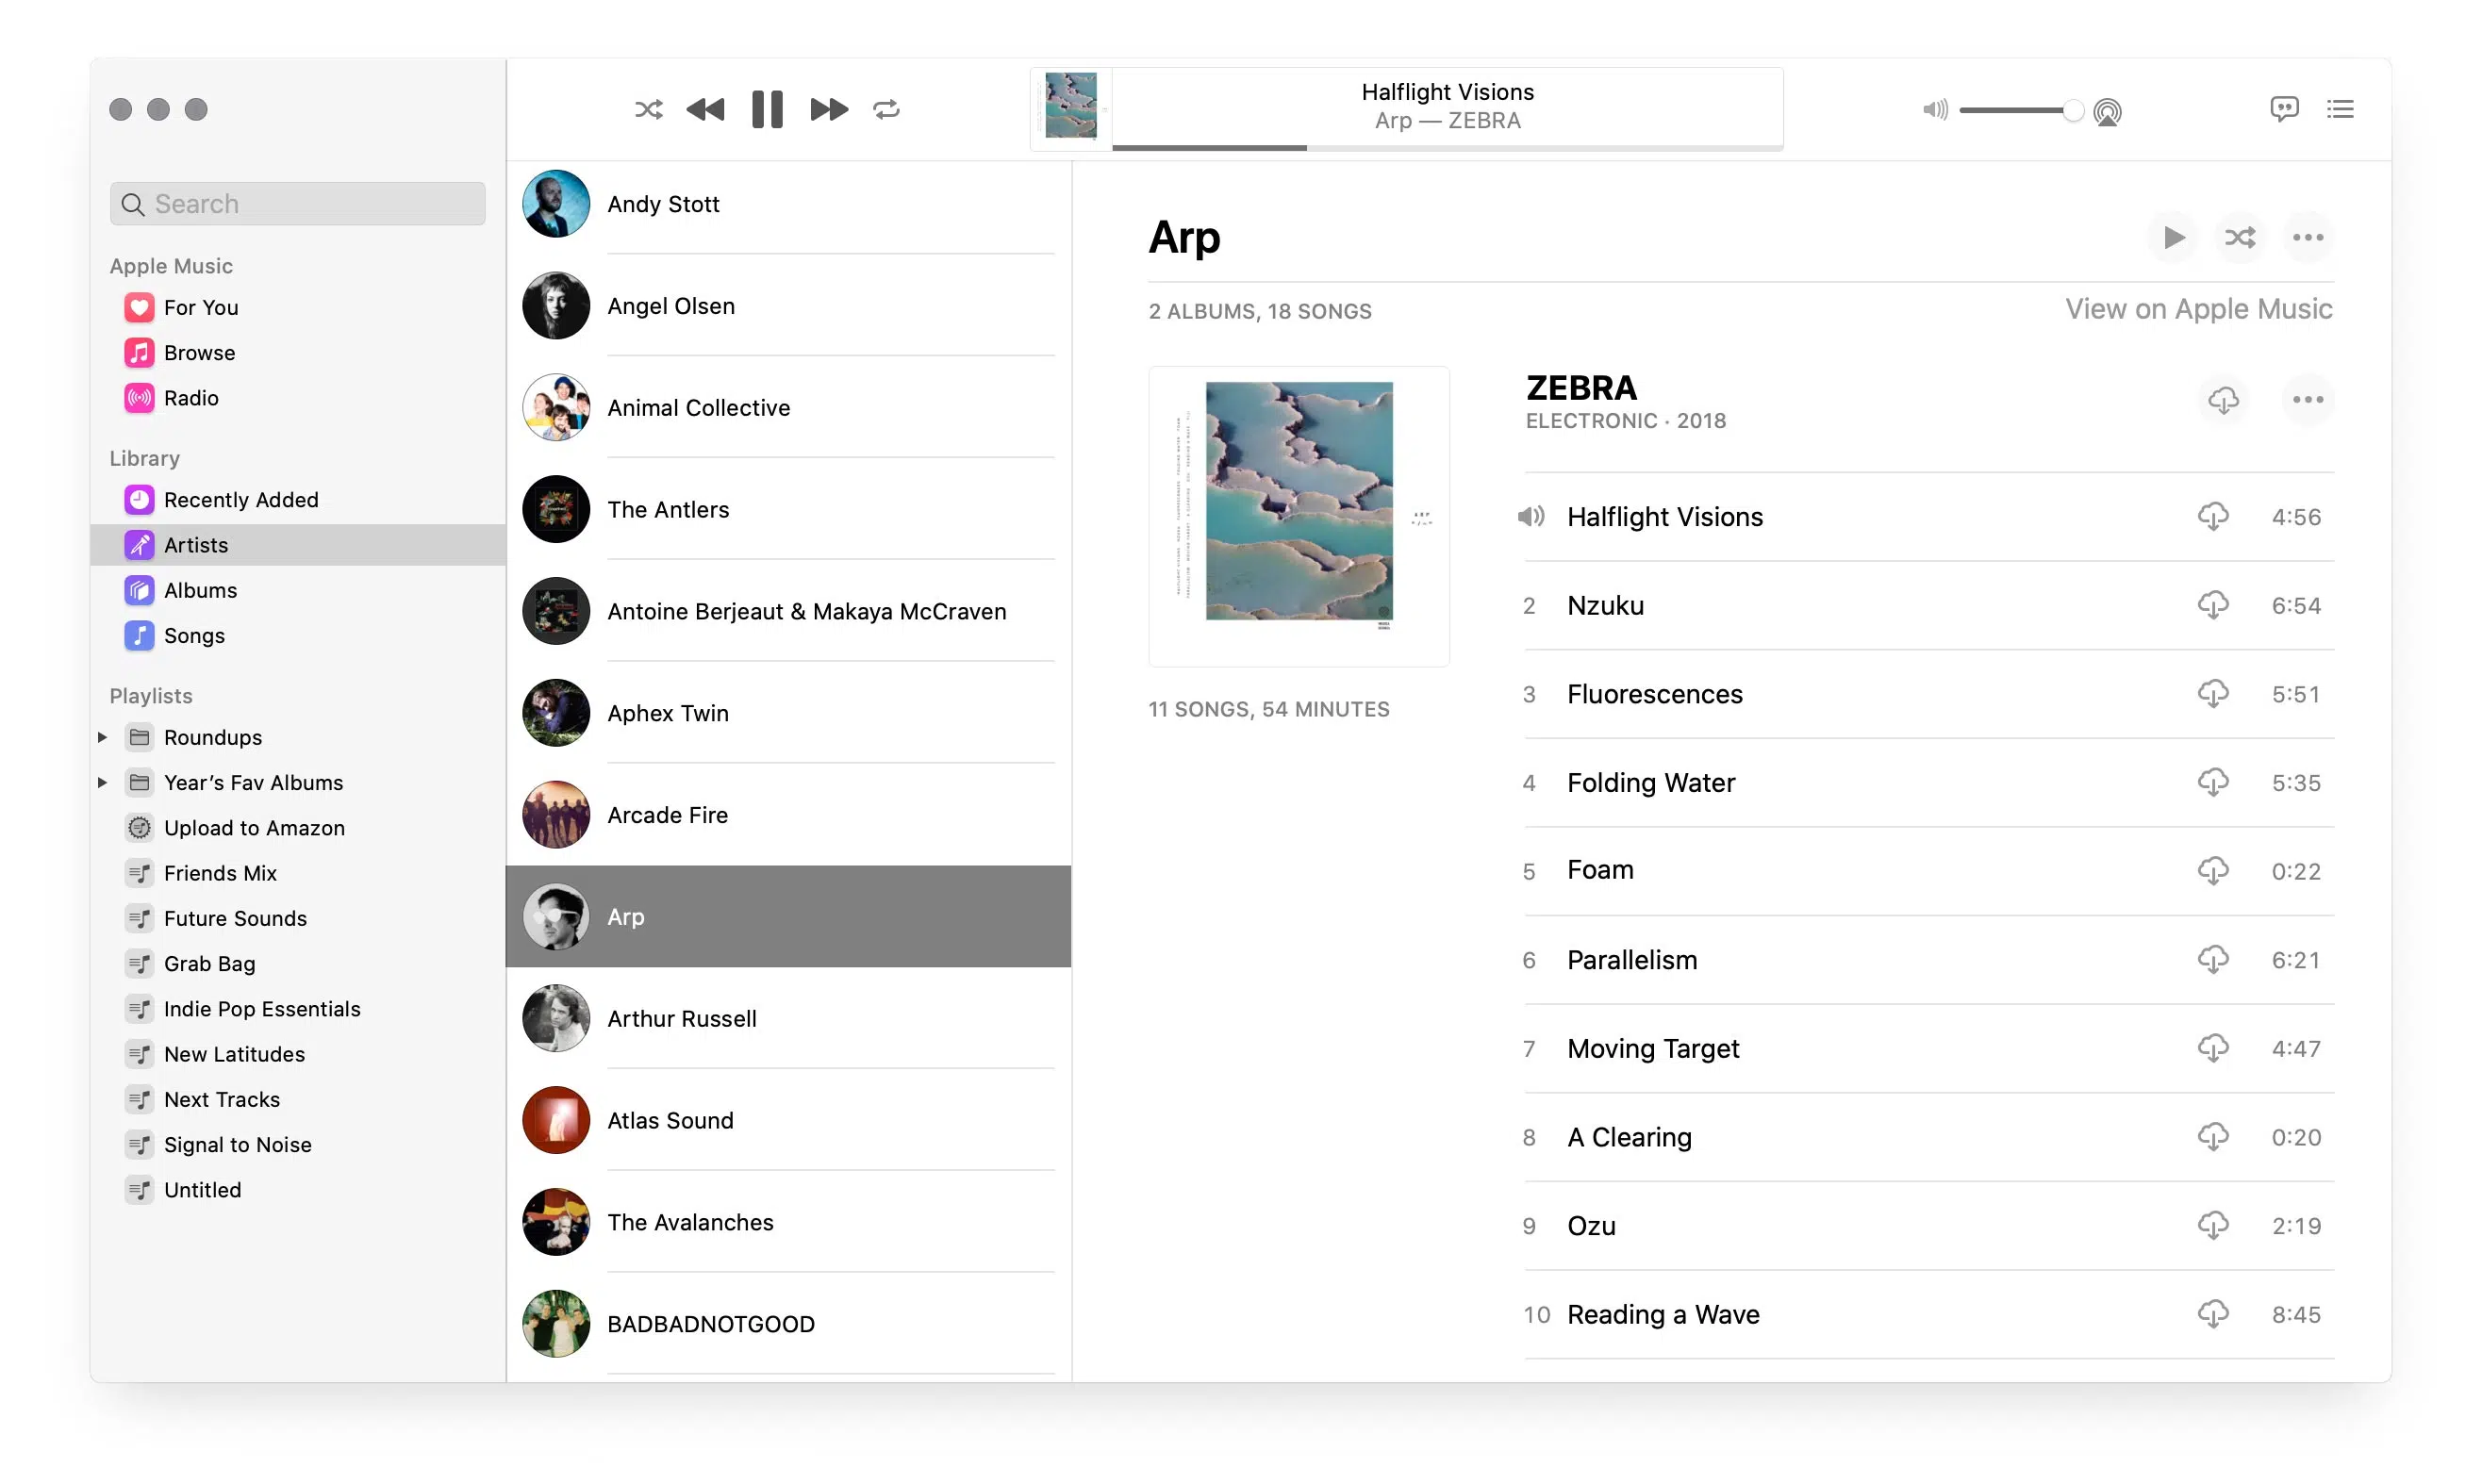 Halflight Visions
Arp — ZEBRA
Search
Apple Music
For You
Browse
Radio
Library
Recently Added
Artists
Albums
Songs
Playlists
Roundups
Year’s Fav Albums
Upload to Amazon
Friends Mix
Future Sounds
Grab Bag
Indie Pop Essentials
New Latitudes
Next Tracks
Signal to Noise
Untitled
Andy Stott
Angel Olsen
Animal Collective
The Antlers
Antoine Berjeaut & Makaya McCraven
Aphex Twin
Arcade Fire
Arp
Arthur Russell
Atlas Sound
The Avalanches
BADBADNOTGOOD
Arp
2 ALBUMS, 18 SONGS
View on Apple Music
11 SONGS, 54 MINUTES
ZEBRA
ELECTRONIC · 2018
Halflight Visions 4:56
2 Nzuku 6:54
3 Fluorescences 5:51
4 Folding Water 5:35
5 Foam 0:22
6 Parallelism 6:21
7 Moving Target 4:47
8 A Clearing 0:20
9 Ozu 2:19
10 Reading a Wave 8:45